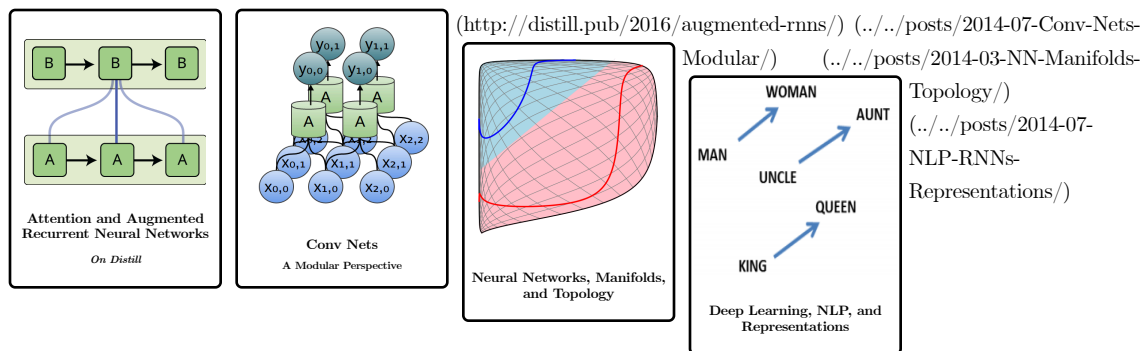 B B B
A A A
Attention and Augmented
Recurrent Neural Networks
On Distill
y0,1 y1,1
y0,0 y1,0
A A
A A
x2,2
x0,1 x1,1 x2,1
x0,0 x1,0 x2,0
Conv Nets
A Modular Perspective
(http://distill.pub/2016/augmented-rnns/) (../../posts/2014-07-Conv-Nets-
Modular/) (../../posts/2014-03-NN-Manifolds-
Topology/)
(../../posts/2014-07-
NLP-RNNs-
Representations/)
Neural Networks, Manifolds,
and Topology
WOMAN
AUNT
MAN
UNCLE
QUEEN
KING
Deep Learning, NLP, and
Representations